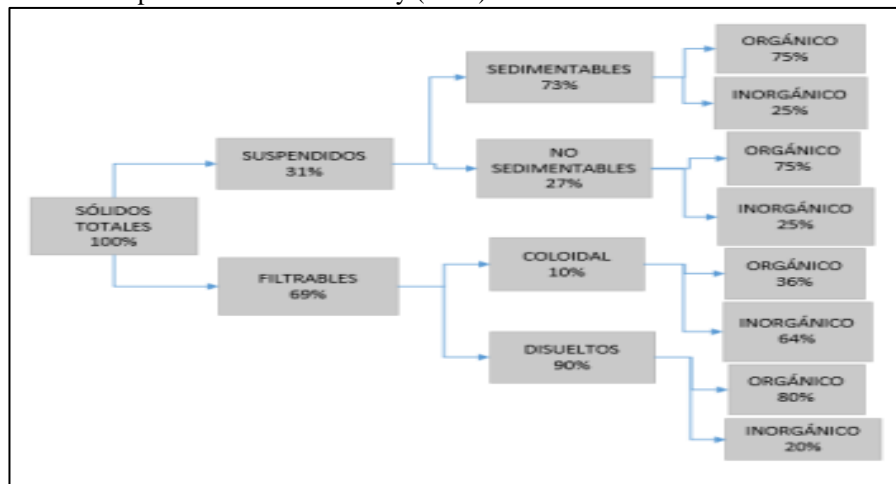 SÓLIDOS
TOTALES
100%
SUSPENDIDOS
31%
FILTRABLES
69%
SEDIMENTABLES
73%
NO
SEDIMENTABLES
27%
COLOIDAL
10%
DISUELTOS
90%
ORGÁNICO
75%
INORGÁNICO
25%
ORGÁNICO
75%
INORGÁNICO
25%
ORGÁNICO
36%
INORGÁNICO
64%
ORGÁNICO
80%
INORGÁNICO
20%